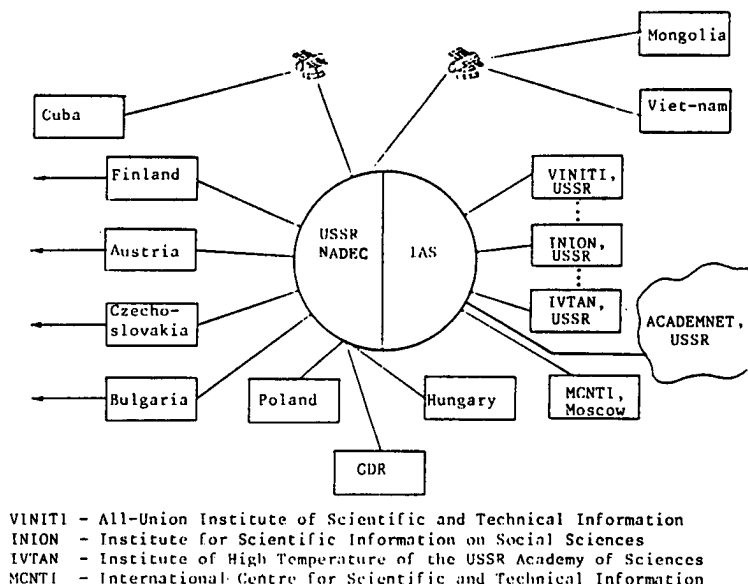 Mongolia
Cuba
Viet-nam
Finland
VINITI,
USSR
USSR
NADEC
IAS
Austria
INION,
USSR
Czecho-
slovakia
IVTAN,
USSR
ACADEMNET,
USSR
Bulgaria
Poland
Hungary
MCNTI,
Moscow
GDR
VINITI - All-Union Institute of Scientific and Technical Information
INION - Institute for Scientific Information on Social Sciences
IVTAN - Institute of High Temperature of the USSR Academy of Sciences
MCNTI - International Centre for Scientific and Technical Information